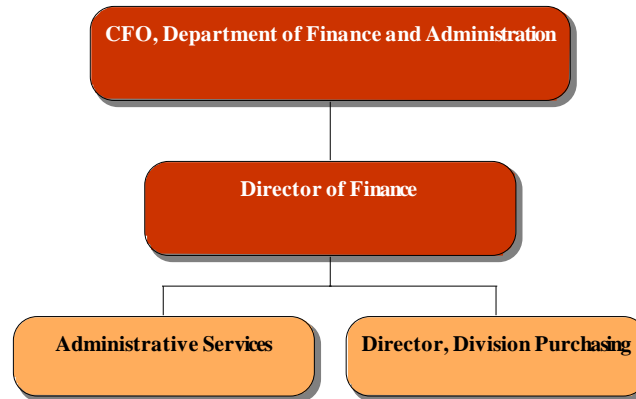 CFO, Department of Finance and Administration
Director of Finance
Administrative Services
Director, Division Purchasing